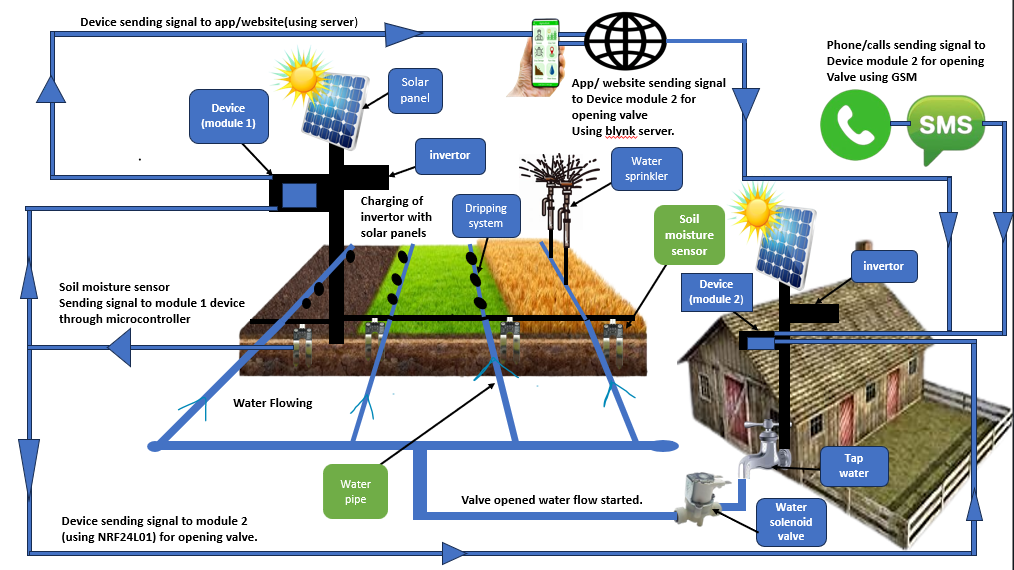 Device sending signal to app/website(using server)
Phone/calls sending signal to
Device module 2 for opening
Valve using GSM
Solar
panel
App/ website sending signal
to Device module 2 for
opening valve
Using blynk server.
Device
(module 1)
SMS
invertor
Water
sprinkler
Charging of
invertor with
solar panels
Dripping
system
Soil
moisture
sensor
invertor
Device
(module 2)
Soil moisture sensor
Sending signal to module 1 device
through microcontroller
Water Flowing
Tap
water
Water
pipe
Valve opened water flow started.
Water
solenoid
valve
Device sending signal to module 2
(using NRF24L01) for opening valve.